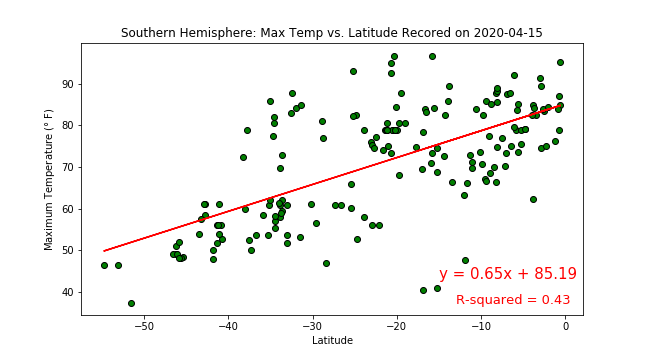 Southern Hemisphere: Max Temp vs. Latitude Recored on 2020-04-15
Maximum Temperature (° F)
90
80
70
60
50
40
y = 0.65x + 85.19
R-squared = 0.43
−50
−40
−30
−20
−10
0
Latitude